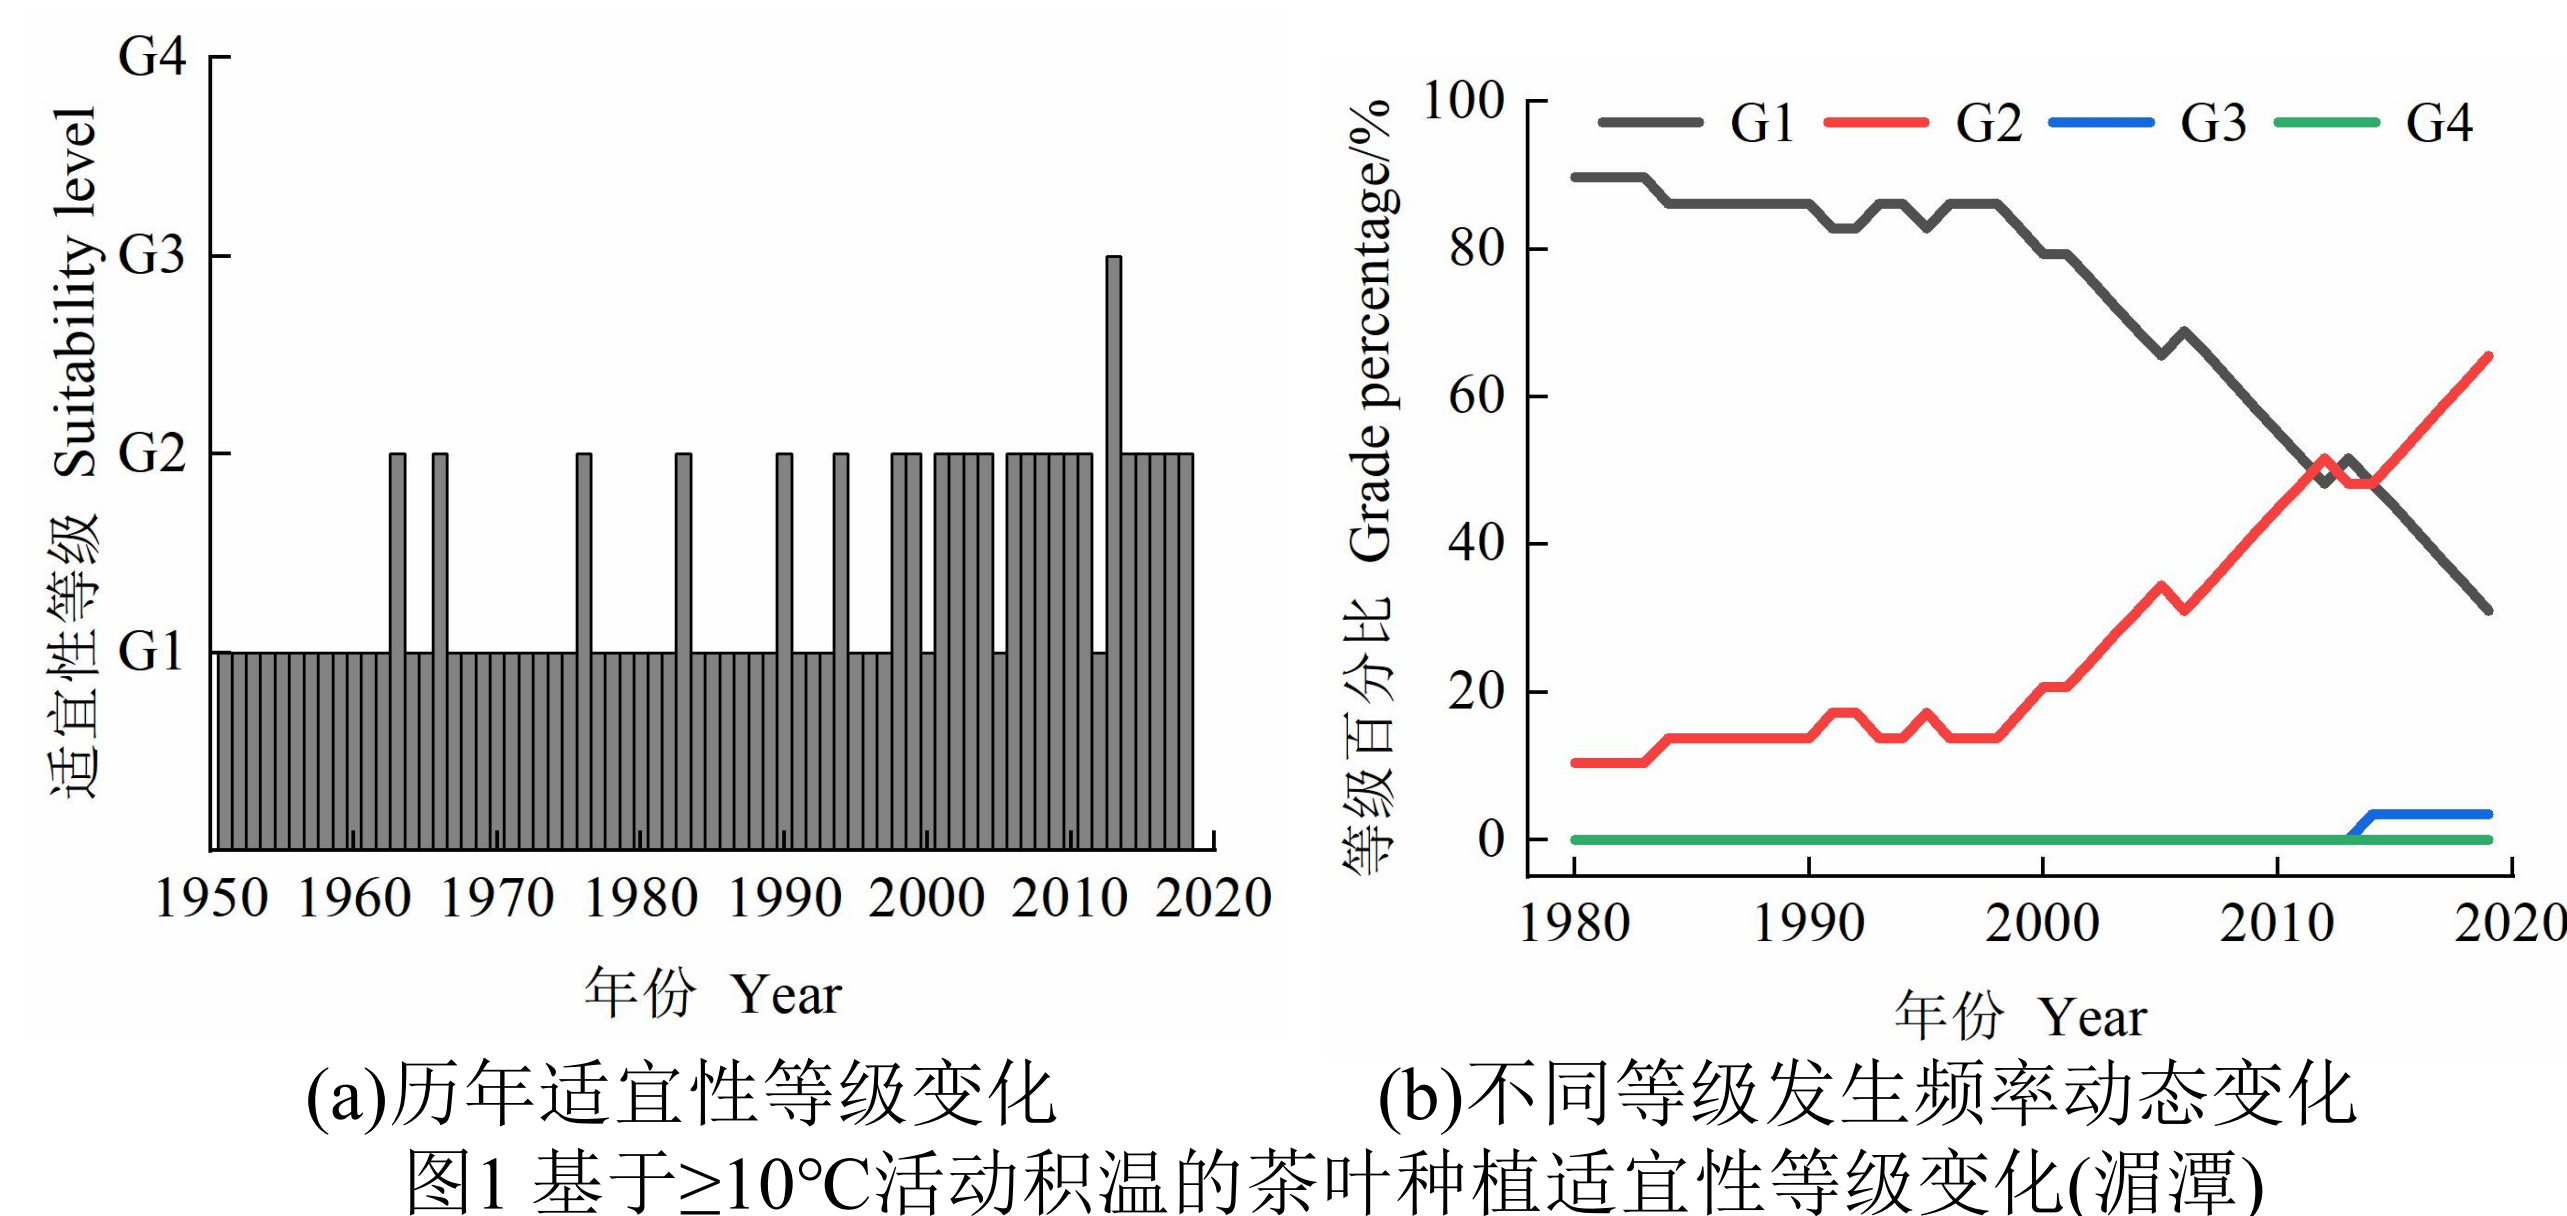 G4
G3
G2
G1
适宜性等级 Suitability level
1950 1960 1970 1980 1990 2000 2010 2020
年份 Year
(a)历年适宜性等级变化
100
80
60
40
20
0
等级百分比 Grade percentage/%
G1 G2 G3 G4
1980 1990 2000 2010 2020
年份 Year
(b)不同等级发生频率动态变化
图1 基于≥10℃活动积温的茶叶种植适宜性等级变化(湄潭)